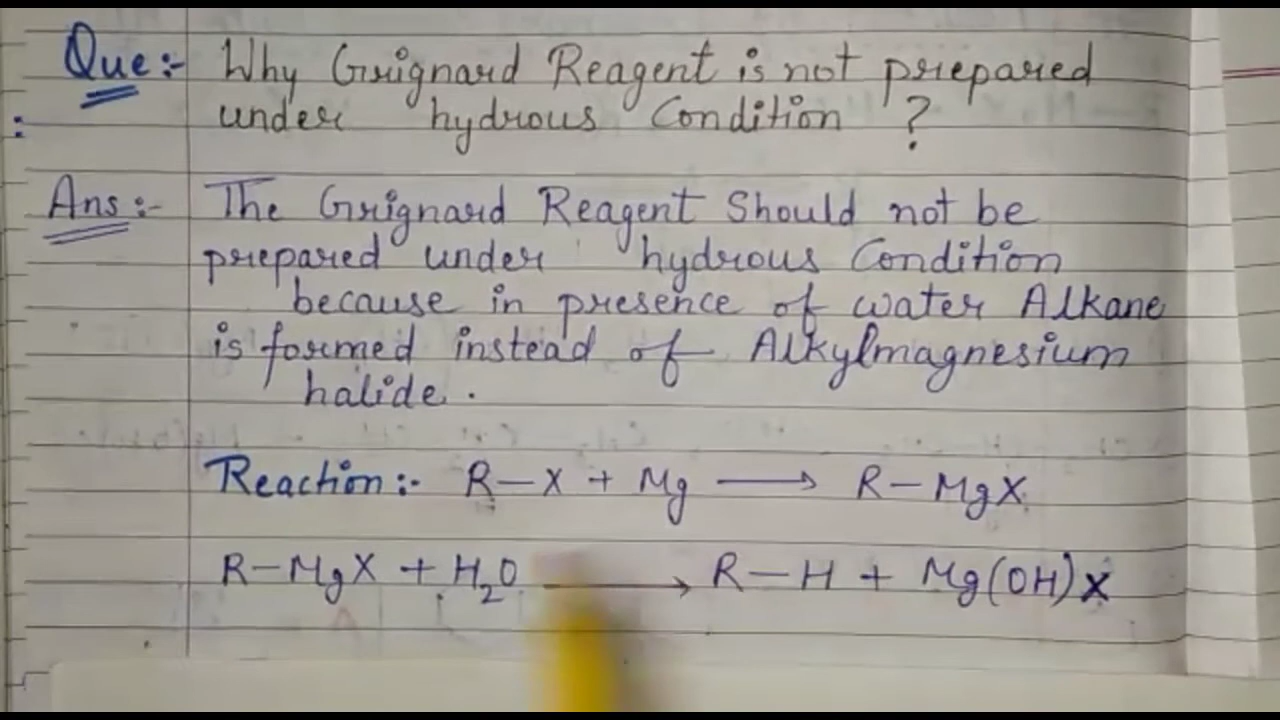 Que:- Why Grignard Reagent is not prepared
under hydrous Condition ?
Ans:- The Grignard Reagent Should not be
prepared under hydrous Condition
because in presence of water Alkane
is formed instead of Alkylmagnesium
halide.
Reaction:- R-X + Mg → R-MgX
R-MgX + H₂O → R-H + Mg(OH)X